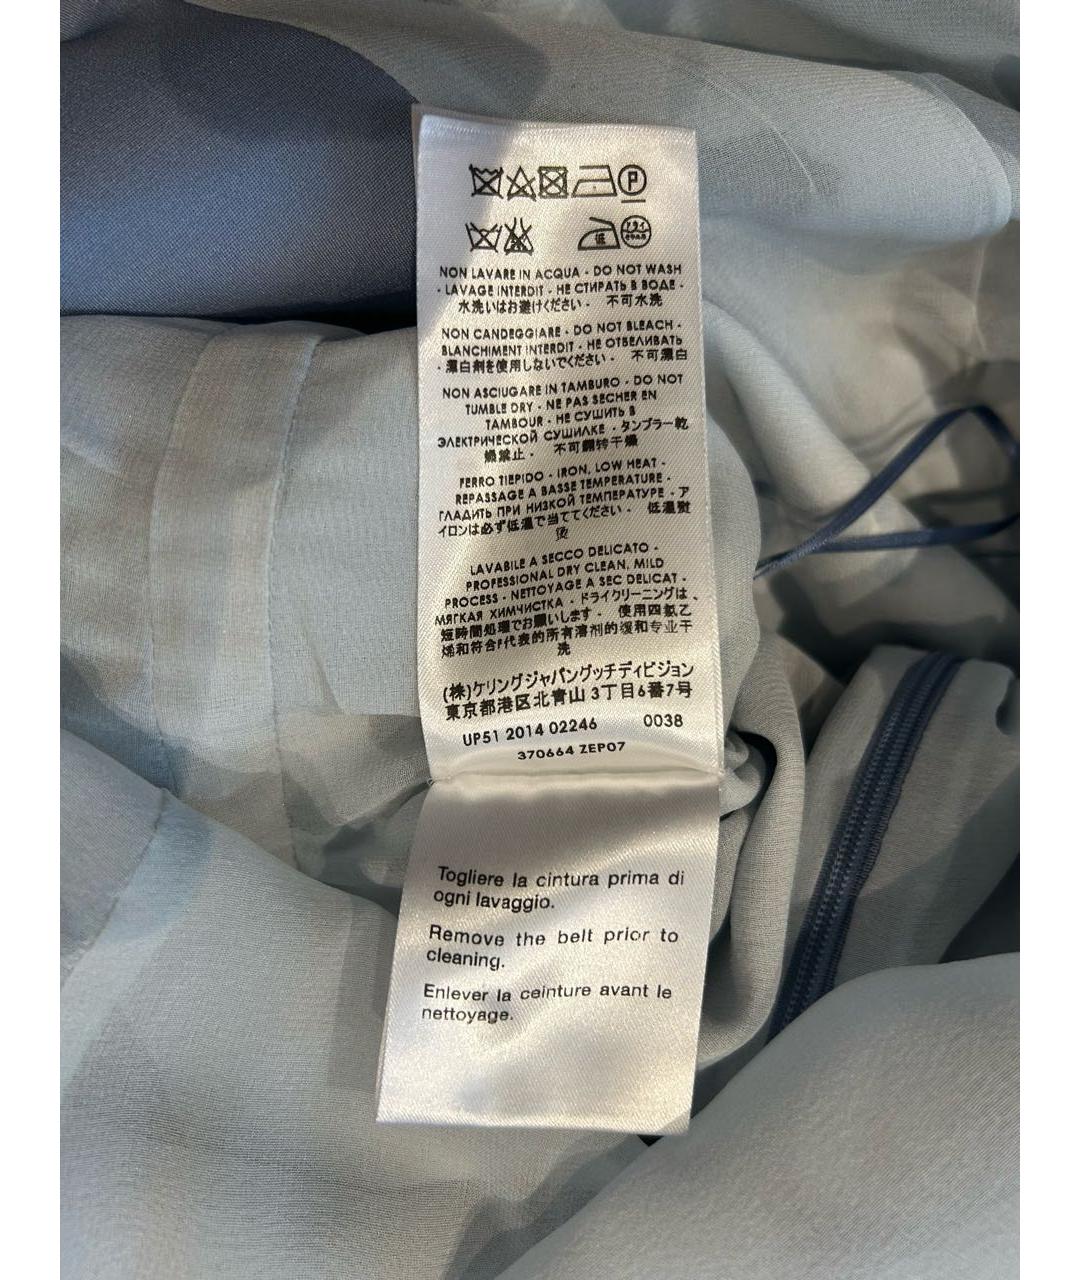 P
低 ドライ
NON LAVARE IN ACQUA - DO NOT WASH
- LAVAGE INTERDIT - НЕ СТИРАТЬ В ВОДЕ -
水洗いはお避けください - 不可水洗
NON CANDEGGIARE - DO NOT BLEACH -
BLANCHIMENT INTERDIT - НЕ ОТБЕЛИВАТЬ
- 漂白剤を使用しないでください - 不可漂白
NON ASCIUGARE IN TAMBURO - DO NOT
TUMBLE DRY - NE PAS SECHER EN
TAMBOUR - НЕ СУШИТЬ В
ЭЛЕКТРИЧЕСКОЙ СУШИЛКЕ - タンブラー乾
燥禁止 - 不可翻转干燥
FERRO TIEPIDO - IRON, LOW HEAT -
REPASSAGE A BASSE TEMPERATURE -
ГЛАДИТЬ ПРИ НИЗКОЙ ТЕМПЕРАТУРЕ - ア
イロンは必ず低温で当ててください - 低温熨
烫
LAVABILE A SECCO DELICATO -
PROFESSIONAL DRY CLEAN, MILD
PROCESS - NETTOYAGE A SEC DELICAT -
МЯГКАЯ ХИМЧИСТКА - ドライクリーニングは、
短時間処理でお願いします - 使用四氯乙
烯和符合F代表的所有溶剂的缓和专业干
洗
(株)ケリングジャパングッチディビジョン
東京都港区北青山 3丁目6番7号
UP51 2014 02246 0038
370664 ZEP07
Togliere la cintura prima di
ogni lavaggio.
Remove the belt prior to
cleaning.
Enlever la ceinture avant le
nettoyage.